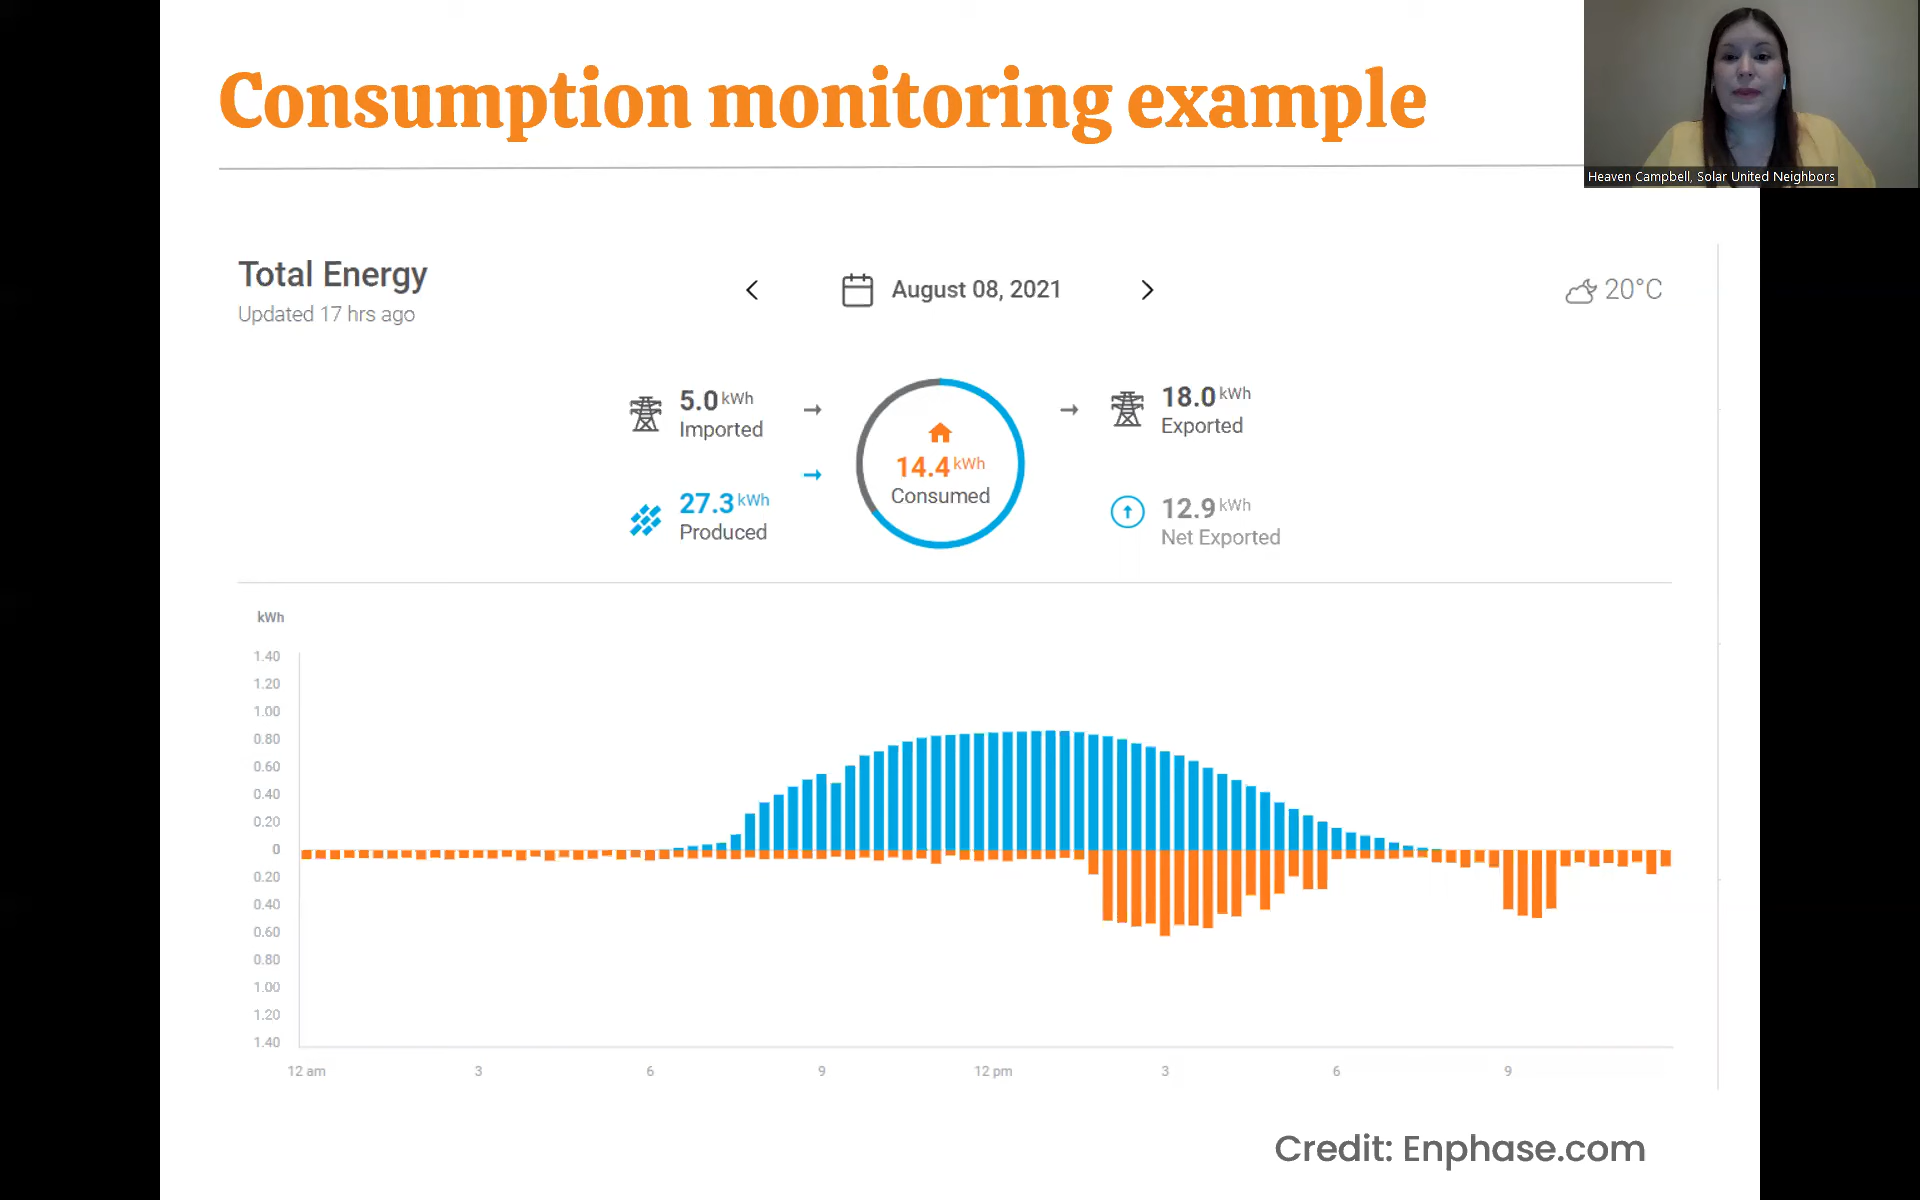 Consumption monitoring example
Heaven Campbell, Solar United Neighbors
Total Energy
Updated 17 hrs ago
August 08, 2021
20°C
5.0 kWh
Imported
27.3 kWh
Produced
14.4 kWh
Consumed
18.0 kWh
Exported
12.9 kWh
Net Exported
kWh
1.40
1.20
1.00
0.80
0.60
0.40
0.20
0
0.20
0.40
0.60
0.80
1.00
1.20
1.40
12 am 3 6 9 12 pm 3 6 9
Credit: Enphase.com